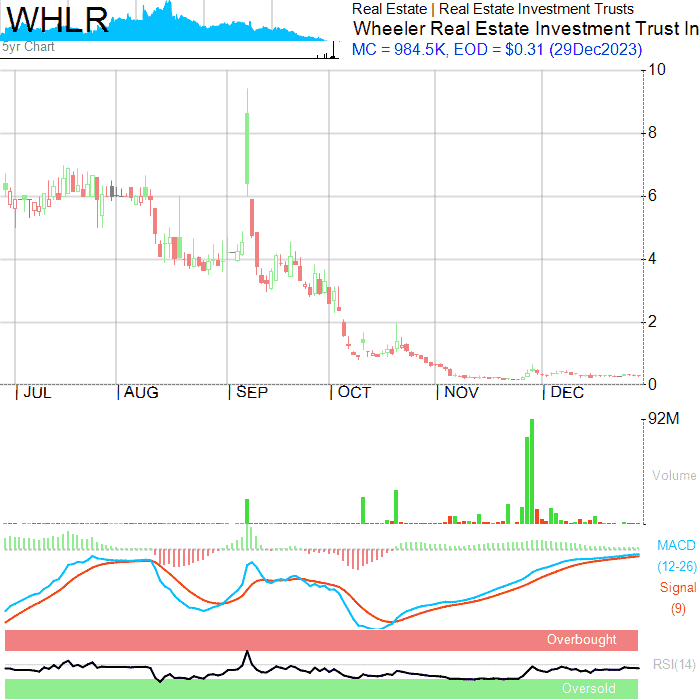 WHLR
5yr Chart
Real Estate | Real Estate Investment Trusts
Wheeler Real Estate Investment Trust In
MC = 984.5K, EOD = $0.31 (29Dec2023)
10
8
6
4
2
0
JUL
AUG
SEP
OCT
NOV
DEC
92M
Volume
MACD
(12-26)
Signal
(9)
Overbought
RSI(14)
Oversold